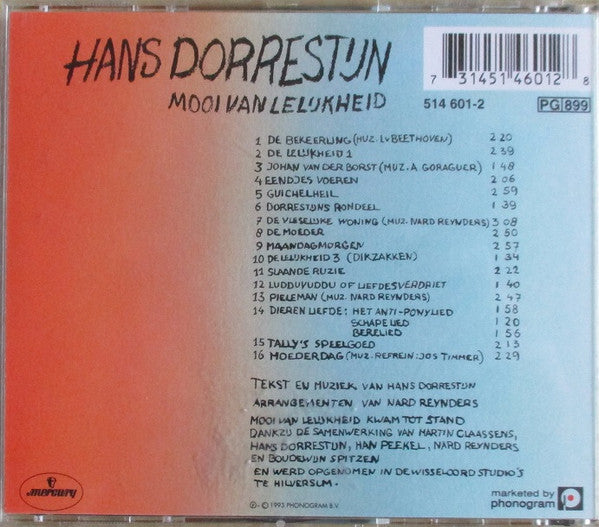 HANS DORRESTIJN
MOOI VAN LELIJKHEID
7 31451 46012 8
514 601-2 PG 899
1 DE BEKEERLING (MUZ. L.V. BEETHOVEN) 2 20
2 DE LELIJKHEID 1 2 39
3 JOHAN VAN DER BORST (MUZ. A GORAGUER) 1 48
4 EENDJES VOEREN 2 06
5 GUICHELHEIL 2 59
6 DORRESTIJNS RONDEEL 1 39
7 DE VLESELIJKE WONING (MUZ. NARD REYNDERS) 3 08
8 DE MOEDER 2 50
9 MAANDAGMORGEN 2 57
10 DE LELIJKHEID 3 (DIKZAKKEN) 1 34
11 SLAANDE RUZIE 2 22
12 LUDDUVUDDU OF LIEFDESVERDRIET 1 40
13 PIELEMAN (MUZ. NARD REYNDERS) 2 47
14 DIEREN LIEFDE: HET ANTI-PONYLIED 1 58
SCHAPELIED 1 20
BERELIED 1 56
15 TALLY'S SPEELGOED 2 15
16 MOEDERDAG (MUZ. REFREIN: JOS TIMMER) 2 29
TEKST EN MUZIEK VAN HANS DORRESTIJN
ARRANGEMENTEN VAN NARD REYNDERS
MOOI VAN LELIJKHEID KWAM TOT STAND
DANKZIJ DE SAMENWERKING VAN MARTIN CLAASSENS,
HANS DORRESTIJN, HAN PEEKEL, NARD REYNDERS
EN BOUDEWIJN SPITZEN
EN WERD OPGENOMEN IN DE WISSELOORD STUDIO'S
TE HILVERSUM.
mercury
℗ - © 1993 PHONOGRAM B.V.
marketed by
phonogram